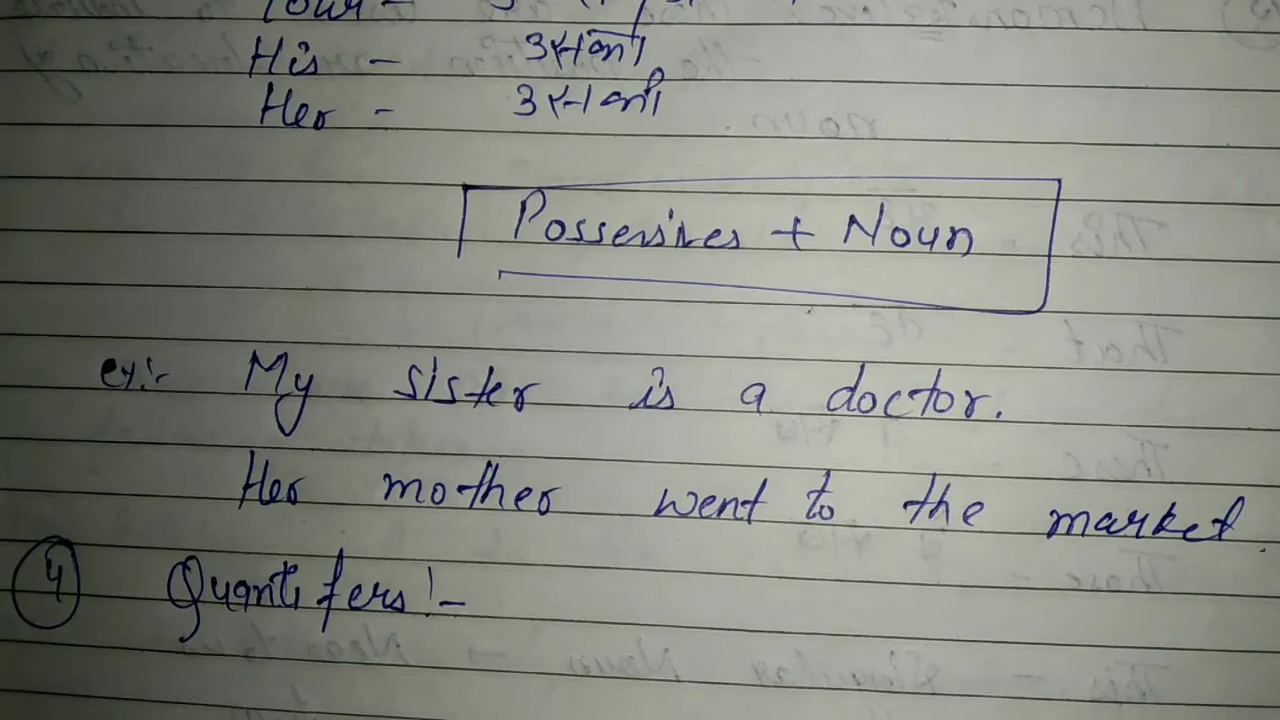 Your -
His - उसका
Her - उसकी
Possessives + Noun
ex:- My sister is a doctor.
Her mother went to the market.
4 Quantifers :-